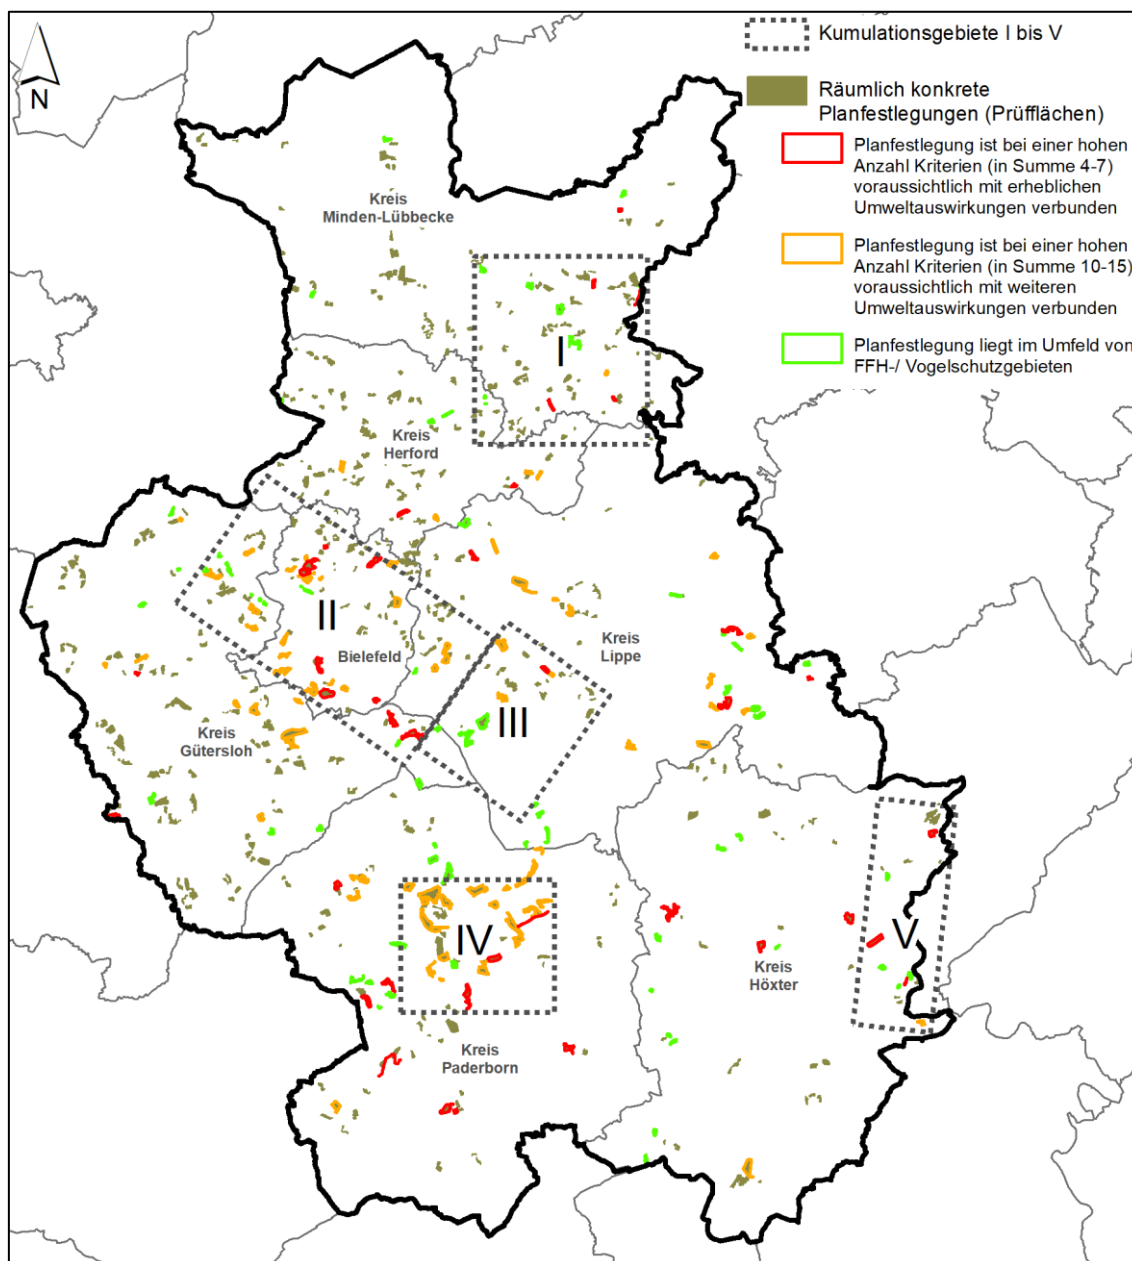 Kumulationsgebiete I bis V
Räumlich konkrete
Planfestlegungen (Prüfflächen)
Planfestlegung ist bei einer hohen
Anzahl Kriterien (in Summe 4-7)
voraussichtlich mit erheblichen
Umweltauswirkungen verbunden
Planfestlegung ist bei einer hohen
Anzahl Kriterien (in Summe 10-15)
voraussichtlich mit weiteren
Umweltauswirkungen verbunden
Planfestlegung liegt im Umfeld von
FFH-/ Vogelschutzgebieten
N
Kreis
Minden-Lübbecke
I
Kreis
Herford
II
Bielefeld
Kreis
Lippe
III
Kreis
Gütersloh
IV
V
Kreis
Höxter
Kreis
Paderborn